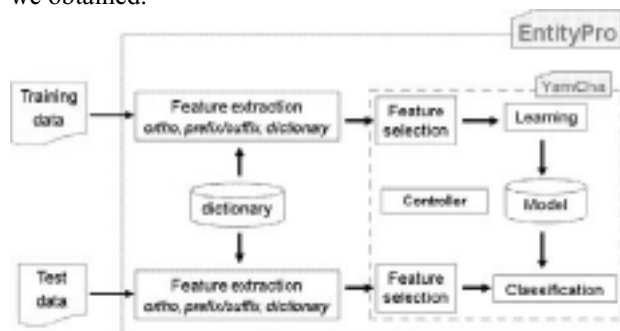 we obtained.
EntityPro
YamCha
Training
data
Feature extraction
ortho, prefix/suffix, dictionary
Feature
selection
Learning
dictionary
Controller
Model
Test
data
Feature extraction
ortho, prefix/suffix, dictionary
Feature
selection
Classification